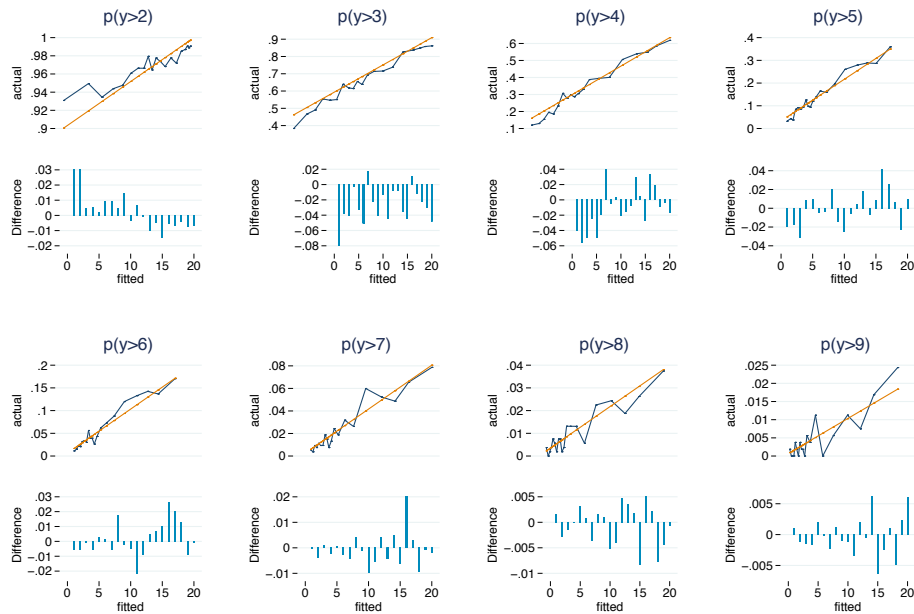 p(y>2)
p(y>3)
p(y>4)
p(y>5)
actual
1
.98
.96
.94
.92
.9
actual
.9
.8
.7
.6
.5
.4
actual
.6
.5
.4
.3
.2
.1
actual
.4
.3
.2
.1
0
Difference
.03
.02
.01
0
-.01
-.02
0 5 10 15 20
fitted
Difference
.02
0
-.02
-.04
-.06
-.08
0 5 10 15 20
fitted
Difference
.04
.02
0
-.02
-.04
-.06
0 5 10 15 20
fitted
Difference
.04
.02
0
-.02
-.04
0 5 10 15 20
fitted
p(y>6)
p(y>7)
p(y>8)
p(y>9)
actual
.2
.15
.1
.05
0
actual
.08
.06
.04
.02
0
actual
.04
.03
.02
.01
0
actual
.025
.02
.015
.01
.005
0
Difference
.03
.02
.01
0
-.01
-.02
0 5 10 15 20
fitted
Difference
.02
.01
0
-.01
0 5 10 15 20
fitted
Difference
.005
0
-.005
-.01
0 5 10 15 20
fitted
Difference
.005
0
-.005
0 5 10 15 20
fitted